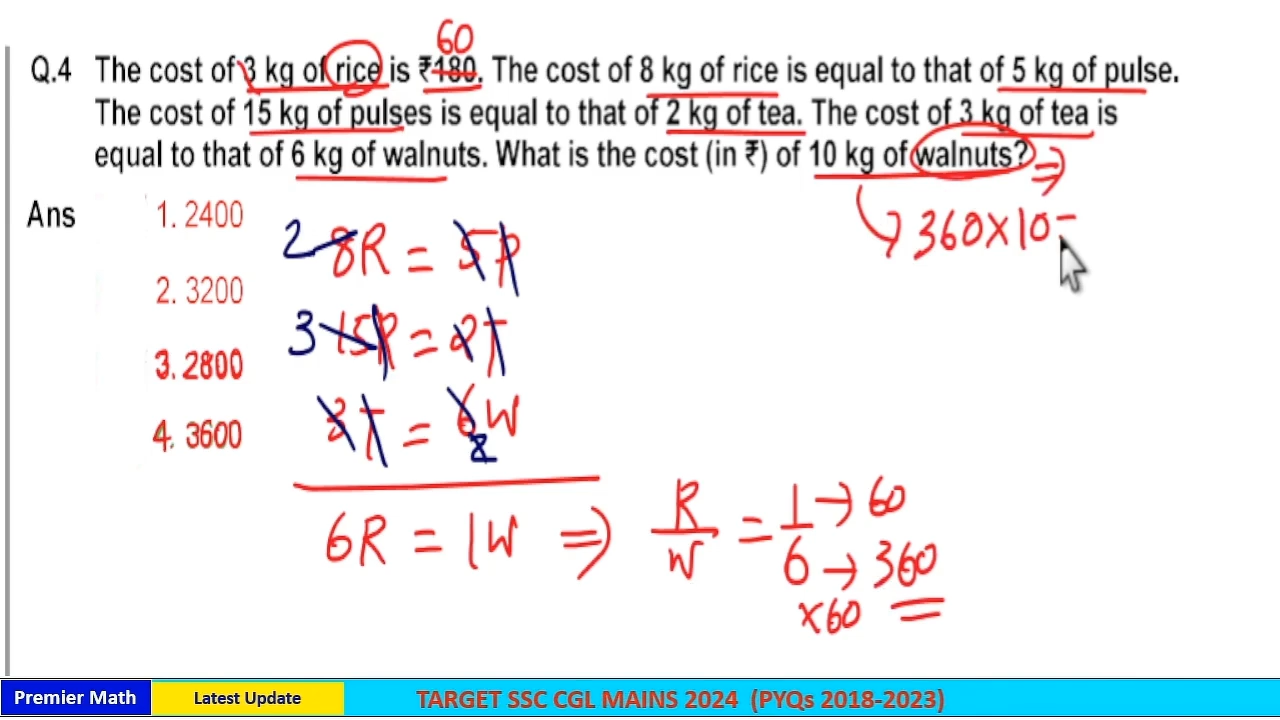 60
Q.4 The cost of 3 kg of rice is ₹180. The cost of 8 kg of rice is equal to that of 5 kg of pulse.
The cost of 15 kg of pulses is equal to that of 2 kg of tea. The cost of 3 kg of tea is
equal to that of 6 kg of walnuts. What is the cost (in ₹) of 10 kg of walnuts? ⇒
Ans 1. 2400
360×10=
2 8R = 5P
2. 3200
3 15P = 2T
3. 2800
3T = 6W
2
4. 3600
6R = 1W ⇒ R/W = 1/6
1 → 60
6 → 360
×60
Premier Math Latest Update TARGET SSC CGL MAINS 2024 (PYQs 2018-2023)